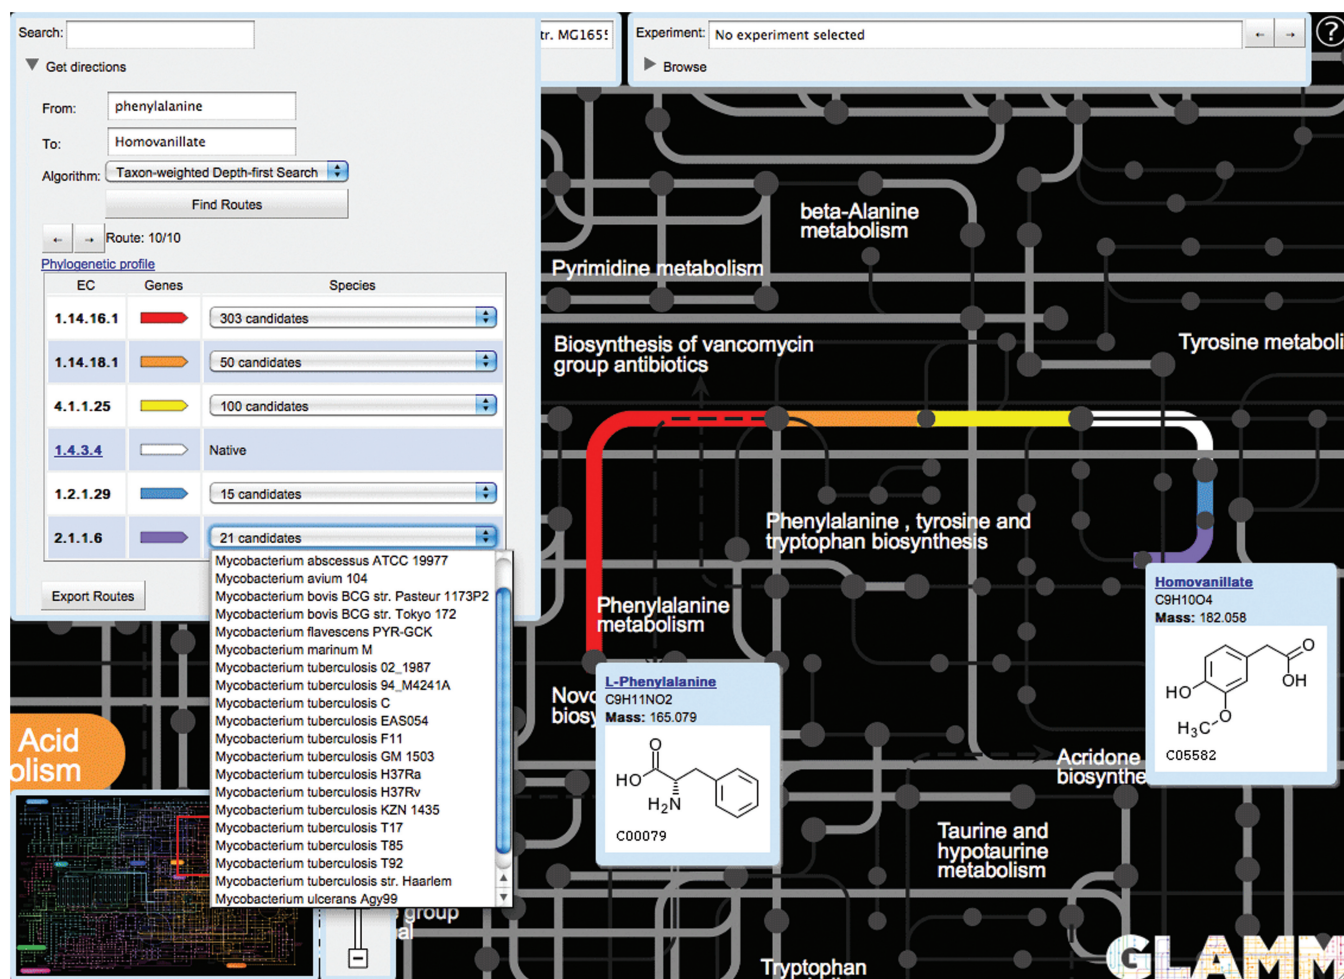 Search:
tr. MG1655
Experiment: No experiment selected ← →
?
Get directions
Browse
From: phenylalanine
To: Homovanillate
Algorithm: Taxon-weighted Depth-first Search
Find Routes
← → Route: 10/10
Phylogenetic profile
EC Genes Species
1.14.16.1 303 candidates
1.14.18.1 50 candidates
4.1.1.25 100 candidates
1.4.3.4 Native
1.2.1.29 15 candidates
2.1.1.6 21 candidates
Export Routes
Mycobacterium abscessus ATCC 19977
Mycobacterium avium 104
Mycobacterium bovis BCG str. Pasteur 1173P2
Mycobacterium bovis BCG str. Tokyo 172
Mycobacterium flavescens PYR-GCK
Mycobacterium marinum M
Mycobacterium tuberculosis 02_1987
Mycobacterium tuberculosis 94_M4241A
Mycobacterium tuberculosis C
Mycobacterium tuberculosis EAS054
Mycobacterium tuberculosis F11
Mycobacterium tuberculosis GM 1503
Mycobacterium tuberculosis H37Ra
Mycobacterium tuberculosis H37Rv
Mycobacterium tuberculosis KZN 1435
Mycobacterium tuberculosis T17
Mycobacterium tuberculosis T85
Mycobacterium tuberculosis T92
Mycobacterium tuberculosis str. Haarlem
Mycobacterium ulcerans Agy99
beta-Alanine
metabolism
Pyrimidine metabolism
Biosynthesis of vancomycin
group antibiotics
Tyrosine metaboli
Phenylalanine , tyrosine and
tryptophan biosynthesis
Phenylalanine
metabolism
Novo
biosy
L-Phenylalanine
C9H11NO2
Mass: 165.079
O
HO
H2N
C00079
Homovanillate
C9H10O4
Mass: 182.058
O
OH
HO
O
H3C
C05582
Acid
olism
Acridone
biosynthe
Taurine and
hypotaurine
metabolism
e group
al
Tryptophan
GLAMM